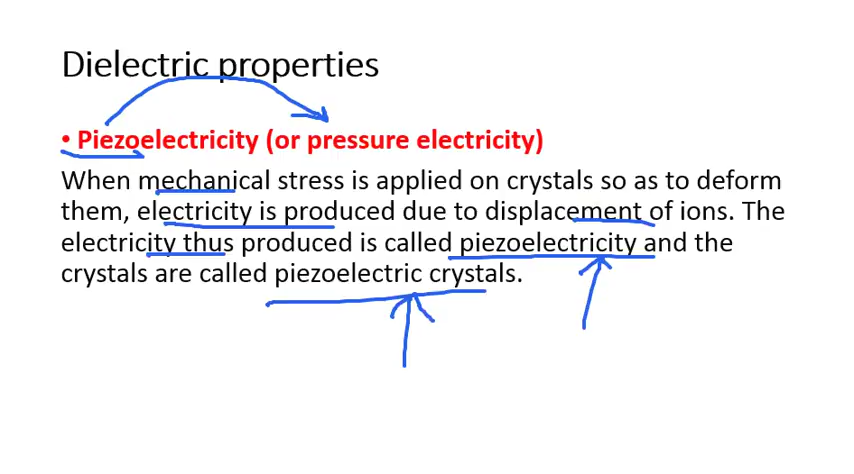 Dielectric properties
• Piezoelectricity (or pressure electricity)
When mechanical stress is applied on crystals so as to deform
them, electricity is produced due to displacement of ions. The
electricity thus produced is called piezoelectricity and the
crystals are called piezoelectric crystals.